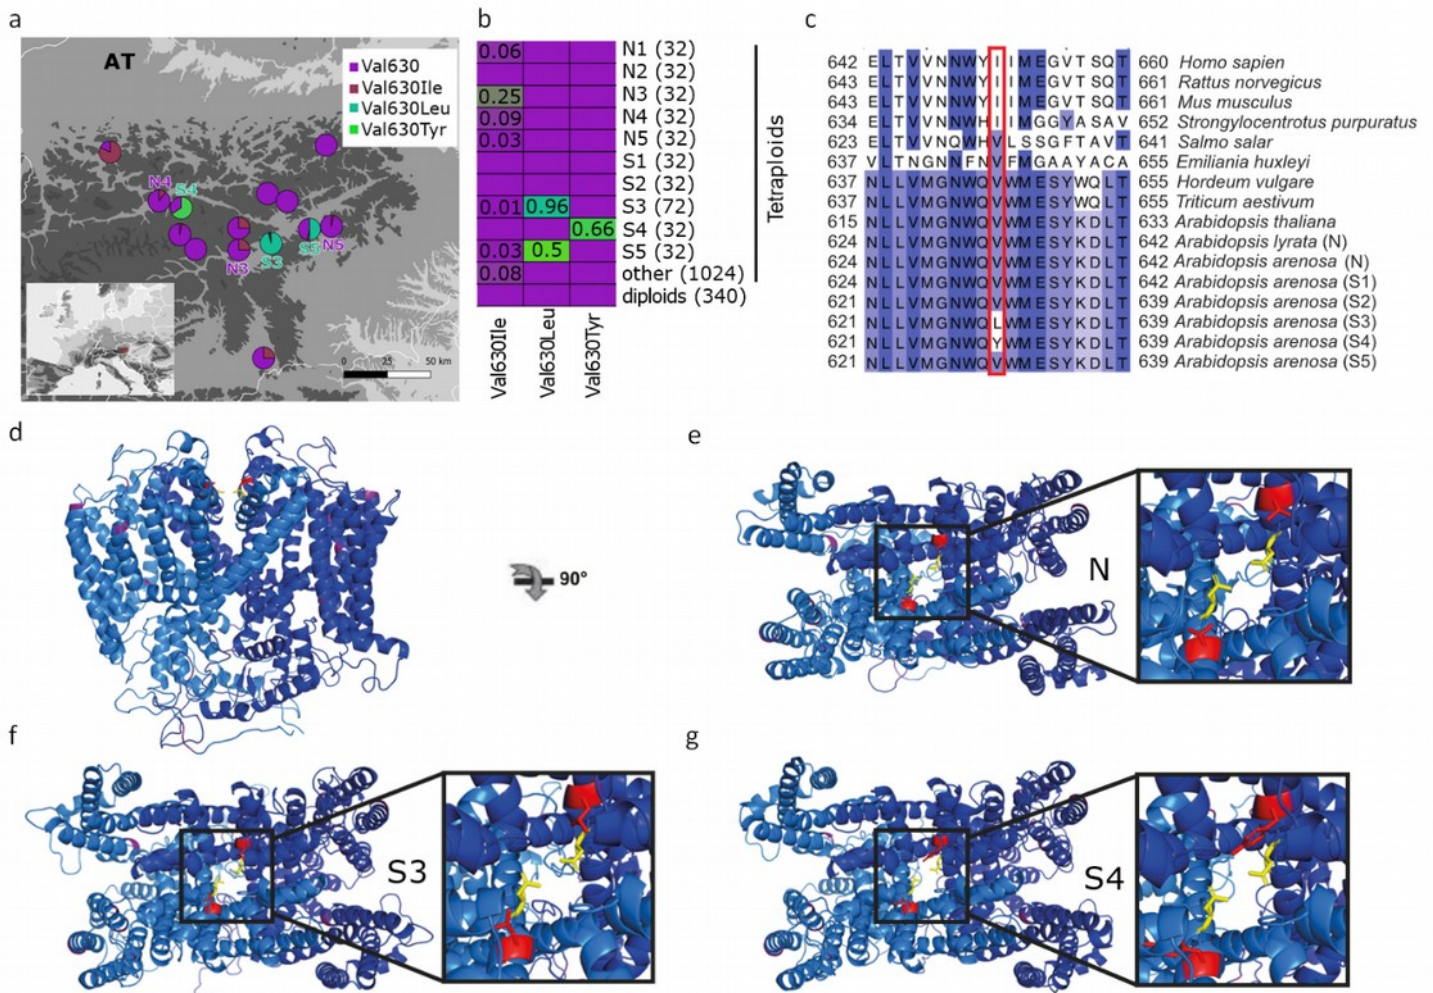 a
AT
Val630
Val630Ile
Val630Leu
Val630Tyr
N4
S4
N3
S3
S5
N5
0 25 50 km
b
0.06 N1 (32)
N2 (32)
0.25 N3 (32)
0.09 N4 (32)
0.03 N5 (32)
S1 (32)
S2 (32)
0.01 0.96 S3 (72)
0.66 S4 (32)
0.03 0.5 S5 (32)
0.08 other (1024)
diploids (340)
Tetraploids
Val630Ile
Val630Leu
Val630Tyr
c
642 ELTVVNNWYIIMEGVTSQT 660 Homo sapien
643 ELTVVNNWYIIMEGVTSQT 661 Rattus norvegicus
643 ELTVVNNWYIIMEGVTSQT 661 Mus musculus
634 ELTVVNNWHIIMGGYASAV 652 Strongylocentrotus purpuratus
623 ELTVVNQWHVLSSGFTAVT 641 Salmo salar
637 VLTNGNNFNVFMGAAYACA 655 Emiliania huxleyi
637 NLLVMGNWQVWMESYWQLT 655 Hordeum vulgare
637 NLLVMGNWQVWMESYWQLT 655 Triticum aestivum
615 NLLVMGNWQVWMESYKDLT 633 Arabidopsis thaliana
624 NLLVMGNWQVWMESYKDLT 642 Arabidopsis lyrata (N)
624 NLLVMGNWQVWMESYKDLT 642 Arabidopsis arenosa (N)
624 NLLVMGNWQVWMESYKDLT 642 Arabidopsis arenosa (S1)
621 NLLVMGNWQVWMESYKDLT 639 Arabidopsis arenosa (S2)
621 NLLVMGNWQLWMESYKDLT 639 Arabidopsis arenosa (S3)
621 NLLVMGNWQYWMESYKDLT 639 Arabidopsis arenosa (S4)
621 NLLVMGNWQVWMESYKDLT 639 Arabidopsis arenosa (S5)
d
90°
e
N
f
S3
g
S4